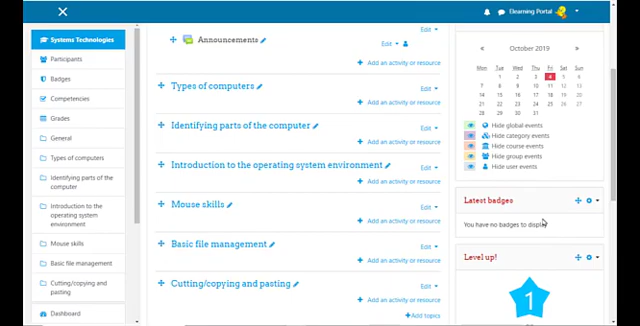 Elearning Portal
Systems Technologies
Participants
Badges
Competencies
Grades
General
Types of computers
Identifying parts of the
computer
Introduction to the
operating system
environment
Mouse skills
Basic file management
Cutting/copying and
pasting
Dashboard
Edit
Announcements
Edit
Add an activity or resource
Types of computers
Edit
Add an activity or resource
Identifying parts of the computer
Edit
Add an activity or resource
Introduction to the operating system environment
Edit
Add an activity or resource
Mouse skills
Edit
Add an activity or resource
Basic file management
Edit
Add an activity or resource
Cutting/copying and pasting
Edit
Add an activity or resource
Add topics
October 2019
Mon Tue Wed Thu Fri Sat Sun
1 2 3 4 5 6
7 8 9 10 11 12 13
14 15 16 17 18 19 20
21 22 23 24 25 26 27
28 29 30 31
Hide global events
Hide category events
Hide course events
Hide group events
Hide user events
Latest badges
You have no badges to display
Level up!
1